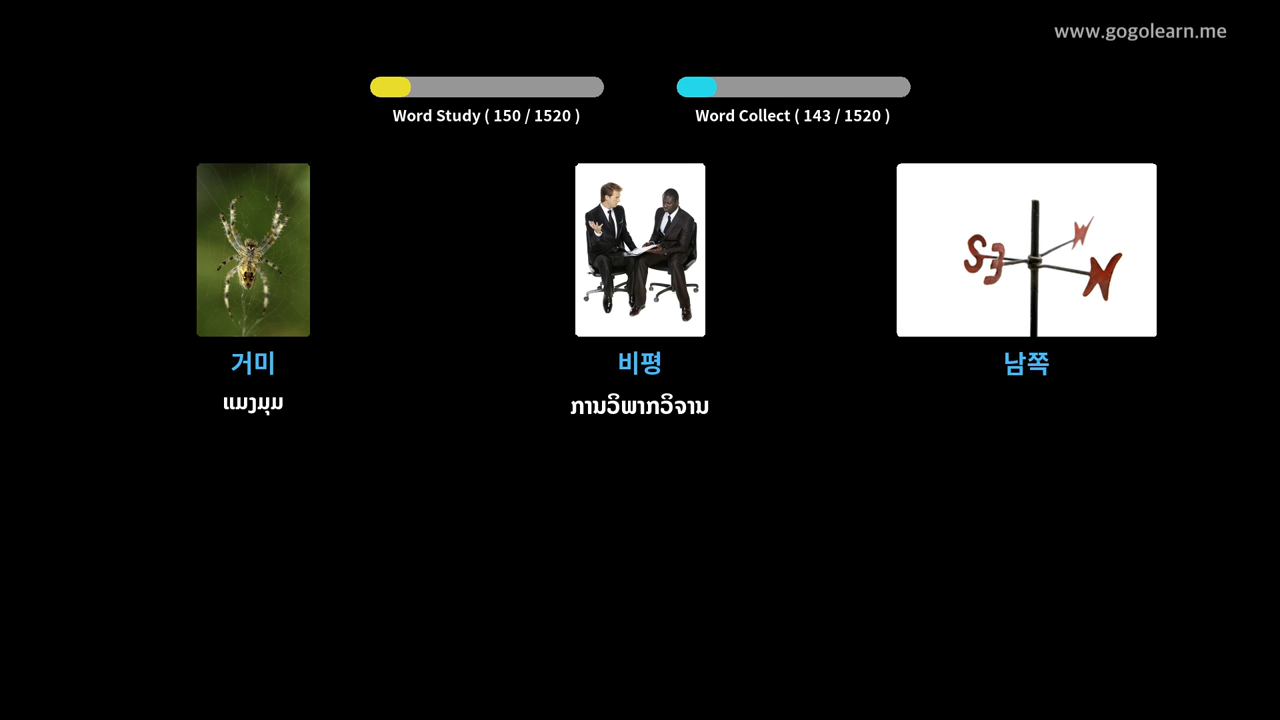 www.gogolearn.me
Word Study ( 150 / 1520 )
Word Collect ( 143 / 1520 )
S
N
거미
비평
남쪽
ແມງມຸມ
ການວິພາກວິຈານ